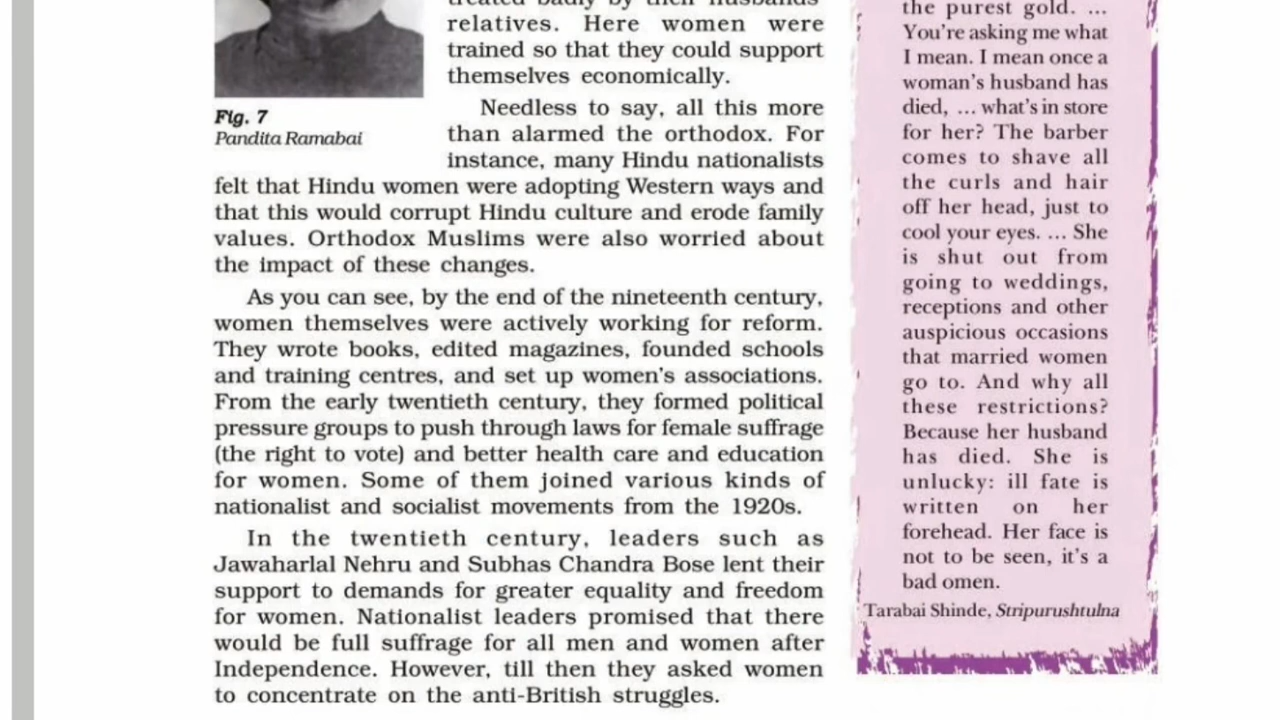 treated badly by their husbands'
relatives. Here women were
trained so that they could support
themselves economically.
Fig. 7
Pandita Ramabai
Needless to say, all this more
than alarmed the orthodox. For
instance, many Hindu nationalists
felt that Hindu women were adopting Western ways and
that this would corrupt Hindu culture and erode family
values. Orthodox Muslims were also worried about
the impact of these changes.
As you can see, by the end of the nineteenth century,
women themselves were actively working for reform.
They wrote books, edited magazines, founded schools
and training centres, and set up women's associations.
From the early twentieth century, they formed political
pressure groups to push through laws for female suffrage
(the right to vote) and better health care and education
for women. Some of them joined various kinds of
nationalist and socialist movements from the 1920s.
In the twentieth century, leaders such as
Jawaharlal Nehru and Subhas Chandra Bose lent their
support to demands for greater equality and freedom
for women. Nationalist leaders promised that there
would be full suffrage for all men and women after
Independence. However, till then they asked women
to concentrate on the anti-British struggles.
the purest gold. ...
You're asking me what
I mean. I mean once a
woman's husband has
died, ... what's in store
for her? The barber
comes to shave all
the curls and hair
off her head, just to
cool your eyes. ... She
is shut out from
going to weddings,
receptions and other
auspicious occasions
that married women
go to. And why all
these restrictions?
Because her husband
has died. She is
unlucky: ill fate is
written on her
forehead. Her face is
not to be seen, it's a
bad omen.
Tarabai Shinde, Stripurushtulna